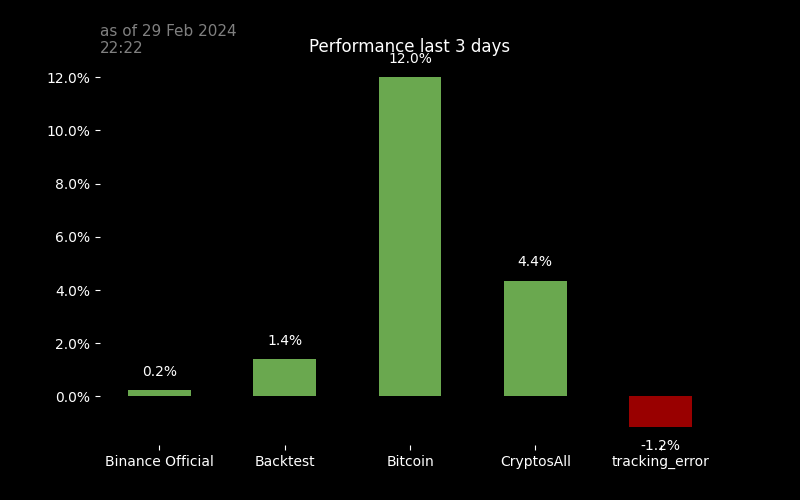 as of 29 Feb 2024
22:22
Performance last 3 days
12.0%
12.0%
10.0%
8.0%
6.0%
4.4%
4.0%
2.0%
1.4%
0.2%
0.0%
-1.2%
Binance Official
Backtest
Bitcoin
CryptosAll
tracking_error